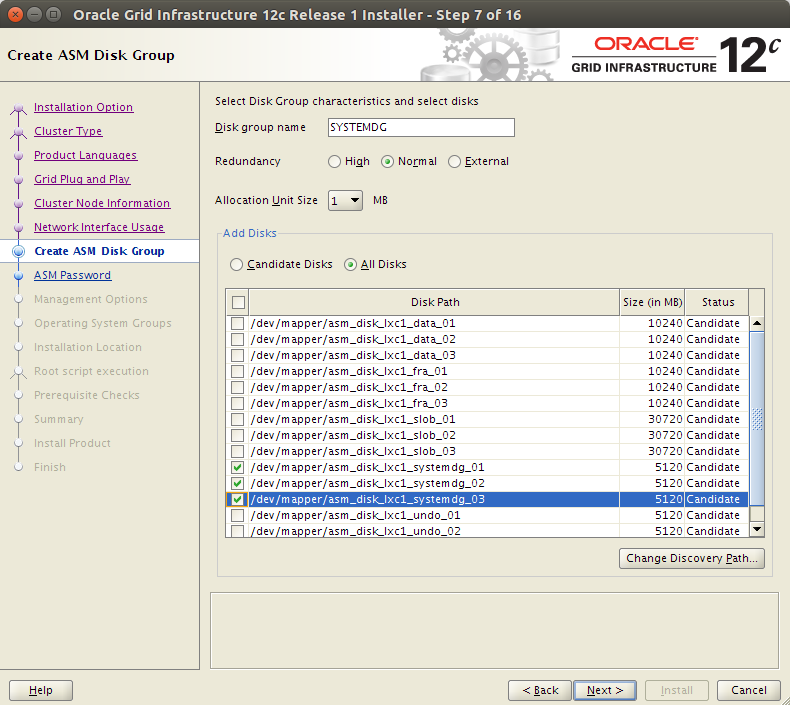 Oracle Grid Infrastructure 12c Release 1 Installer - Step 7 of 16
Create ASM Disk Group
ORACLE®
GRID INFRASTRUCTURE 12c
Installation Option
Cluster Type
Product Languages
Grid Plug and Play
Cluster Node Information
Network Interface Usage
Create ASM Disk Group
ASM Password
Management Options
Operating System Groups
Installation Location
Root script execution
Prerequisite Checks
Summary
Install Product
Finish
Select Disk Group characteristics and select disks
Disk group name SYSTEMDG
Redundancy High Normal External
Allocation Unit Size 1 MB
Add Disks
Candidate Disks All Disks
Disk Path Size (in MB) Status
/dev/mapper/asm_disk_lxc1_data_01 10240 Candidate
/dev/mapper/asm_disk_lxc1_data_02 10240 Candidate
/dev/mapper/asm_disk_lxc1_data_03 10240 Candidate
/dev/mapper/asm_disk_lxc1_fra_01 10240 Candidate
/dev/mapper/asm_disk_lxc1_fra_02 10240 Candidate
/dev/mapper/asm_disk_lxc1_fra_03 10240 Candidate
/dev/mapper/asm_disk_lxc1_slob_01 30720 Candidate
/dev/mapper/asm_disk_lxc1_slob_02 30720 Candidate
/dev/mapper/asm_disk_lxc1_slob_03 30720 Candidate
/dev/mapper/asm_disk_lxc1_systemdg_01 5120 Candidate
/dev/mapper/asm_disk_lxc1_systemdg_02 5120 Candidate
/dev/mapper/asm_disk_lxc1_systemdg_03 5120 Candidate
/dev/mapper/asm_disk_lxc1_undo_01 5120 Candidate
/dev/mapper/asm_disk_lxc1_undo_02 5120 Candidate
Change Discovery Path...
Help < Back Next > Install Cancel